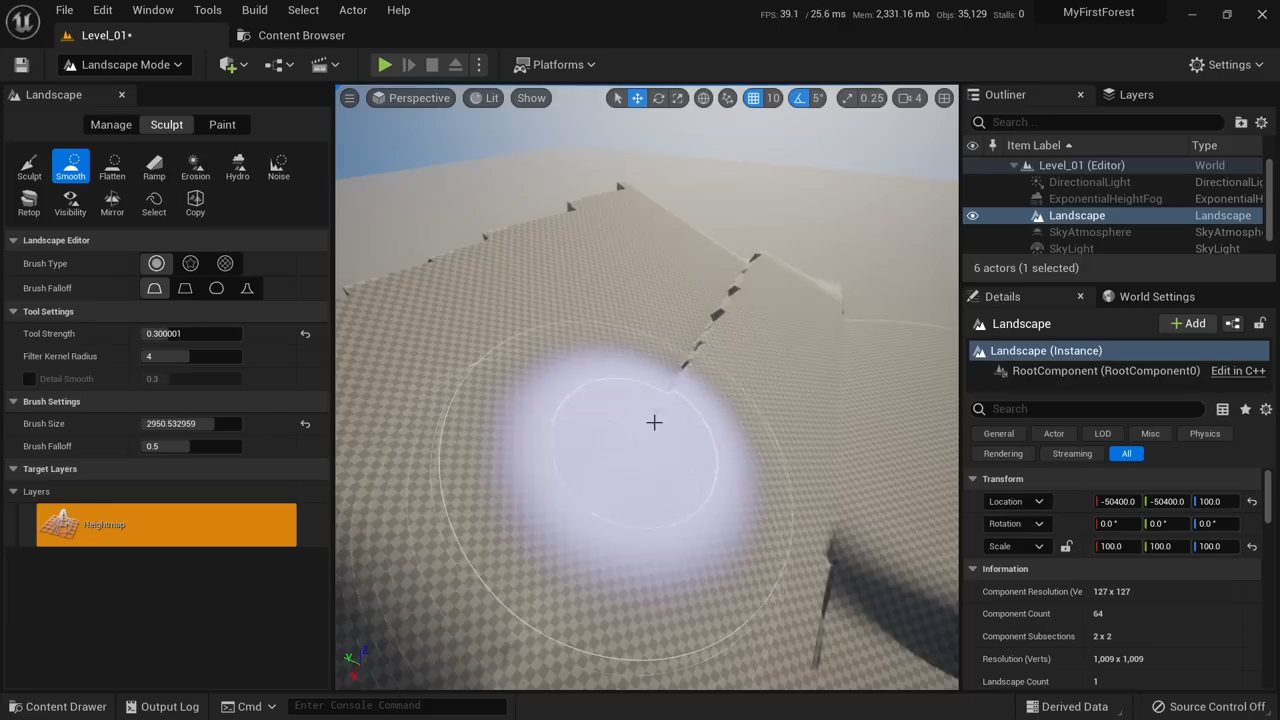 File Edit Window Tools Build Select Actor Help
FPS: 39.1 / 25.6 ms Mem: 2,331.16 mb Objs: 35,129 Stalls: 0
MyFirstForest
Level_01*
Content Browser
Landscape Mode
Platforms
Settings
Landscape
Manage Sculpt Paint
Sculpt Smooth Flatten Ramp Erosion Hydro Noise
Retop Visibility Mirror Select Copy
Landscape Editor
Brush Type
Brush Falloff
Tool Settings
Tool Strength 0.300001
Filter Kernel Radius 4
Detail Smooth 0.3
Brush Settings
Brush Size 2950.532959
Brush Falloff 0.5
Target Layers
Layers
Heightmap
Perspective Lit Show
10 5° 0.25 4
Z
Y
X
Outliner Layers
Search...
Item Label Type
Level_01 (Editor) World
DirectionalLight DirectionalLig
ExponentialHeightFog ExponentialH
Landscape Landscape
SkyAtmosphere SkyAtmospher
SkyLight SkyLight
6 actors (1 selected)
Details World Settings
Landscape + Add
Landscape (Instance)
RootComponent (RootComponent0) Edit in C++
Search
General Actor LOD Misc Physics
Rendering Streaming All
Transform
Location -50400.0 -50400.0 100.0
Rotation 0.0 ° 0.0 ° 0.0 °
Scale 100.0 100.0 100.0
Information
Component Resolution (Ve 127 x 127
Component Count 64
Component Subsections 2 x 2
Resolution (Verts) 1,009 x 1,009
Landscape Count 1
Content Drawer Output Log Cmd Enter Console Command
Derived Data Source Control Off